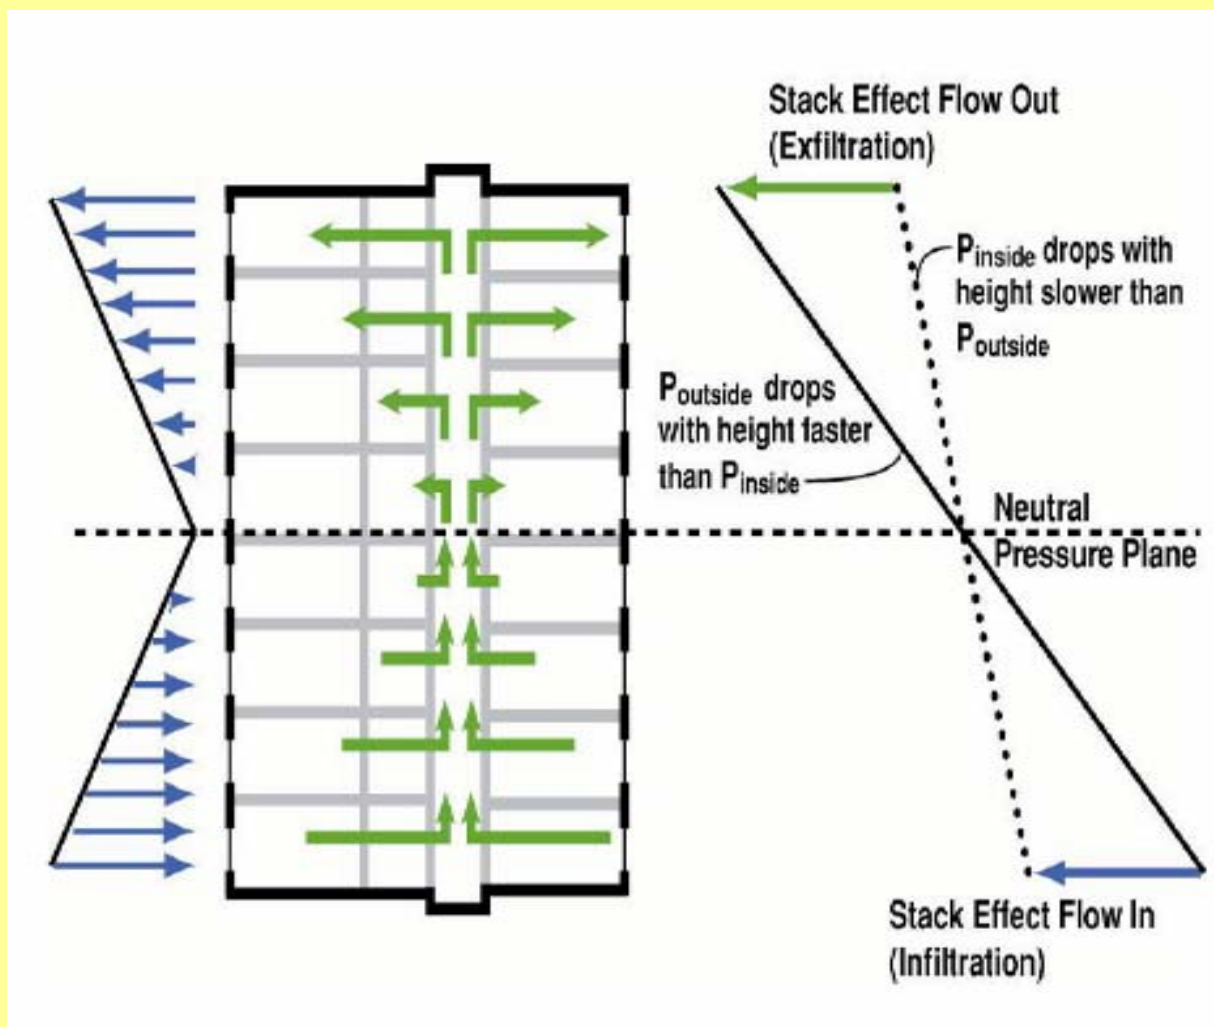 Stack Effect Flow Out
(Exfiltration)
Pinside drops with
height slower than
Poutside
Poutside drops
with height faster
than Pinside
Neutral
Pressure Plane
Stack Effect Flow In
(Infiltration)